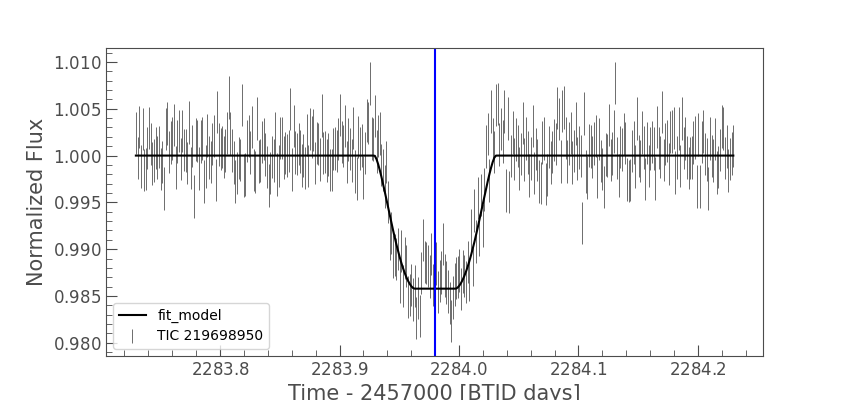 Normalized Flux
1.010
1.005
1.000
0.995
0.990
0.985
0.980
fit_model
TIC 219698950
2283.8 2283.9 2284.0 2284.1 2284.2
Time - 2457000 [BTJD days]